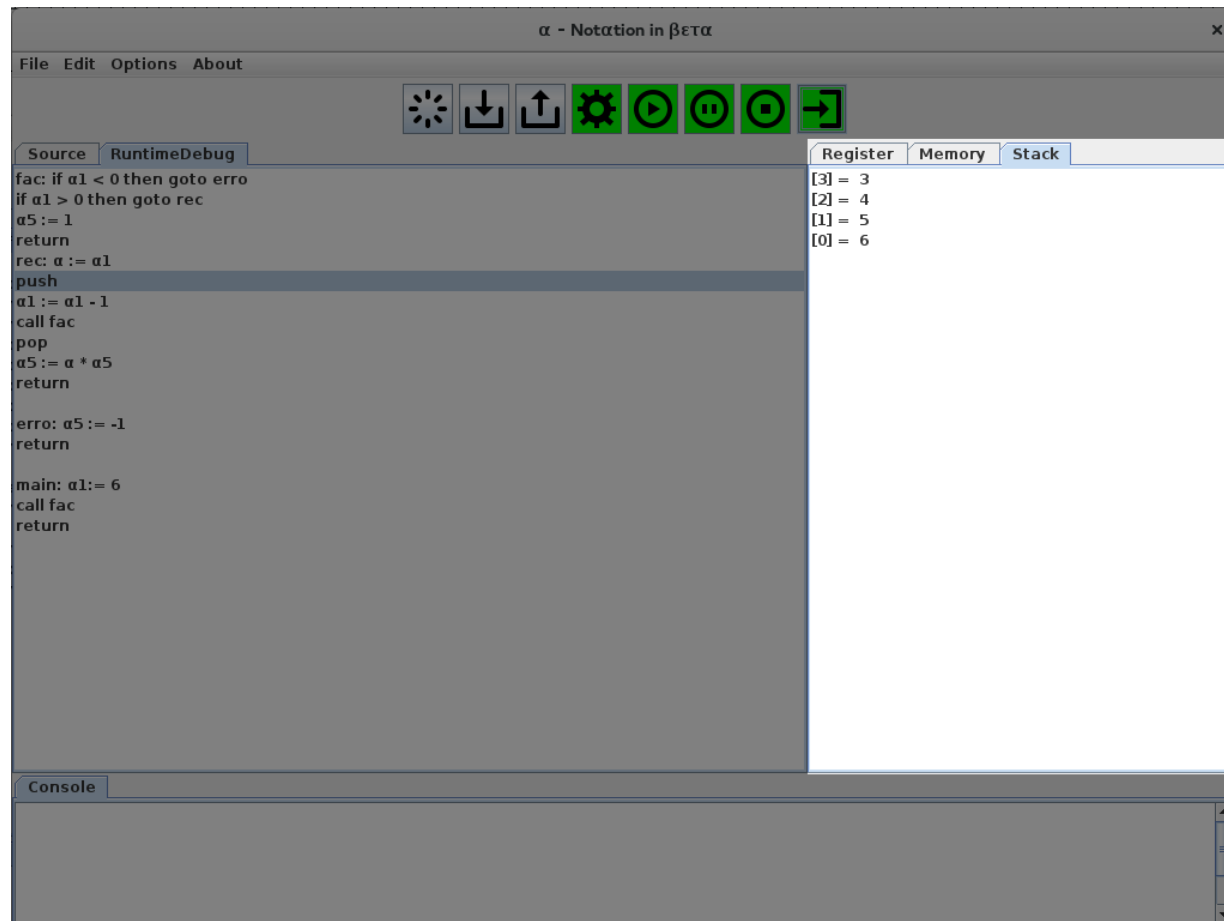 α - Notαtion in βετα
File Edit Options About
Source RuntimeDebug
fac: if α1 < 0 then goto erro
if α1 > 0 then goto rec
α5 := 1
return
rec: α := α1
push
α1 := α1 - 1
call fac
pop
α5 := α * α5
return
erro: α5 := -1
return
main: α1:= 6
call fac
return
Register Memory Stack
[3] = 3
[2] = 4
[1] = 5
[0] = 6
Console